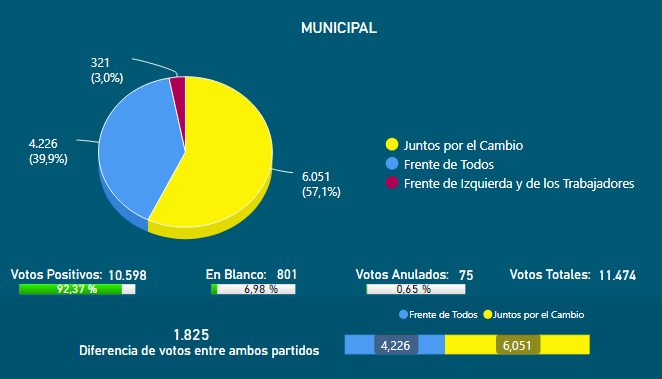 MUNICIPAL
321
(3,0%)
4.226
(39,9%)
6.051
(57,1%)
Juntos por el Cambio
Frente de Todos
Frente de Izquierda y de los Trabajadores
Votos Positivos: 10.598
92,37 %
En Blanco: 801
6,98 %
Votos Anulados: 75
0,65 %
Votos Totales: 11.474
1.825
Diferencia de votos entre ambos partidos
Frente de Todos Juntos por el Cambio
4,226 6,051